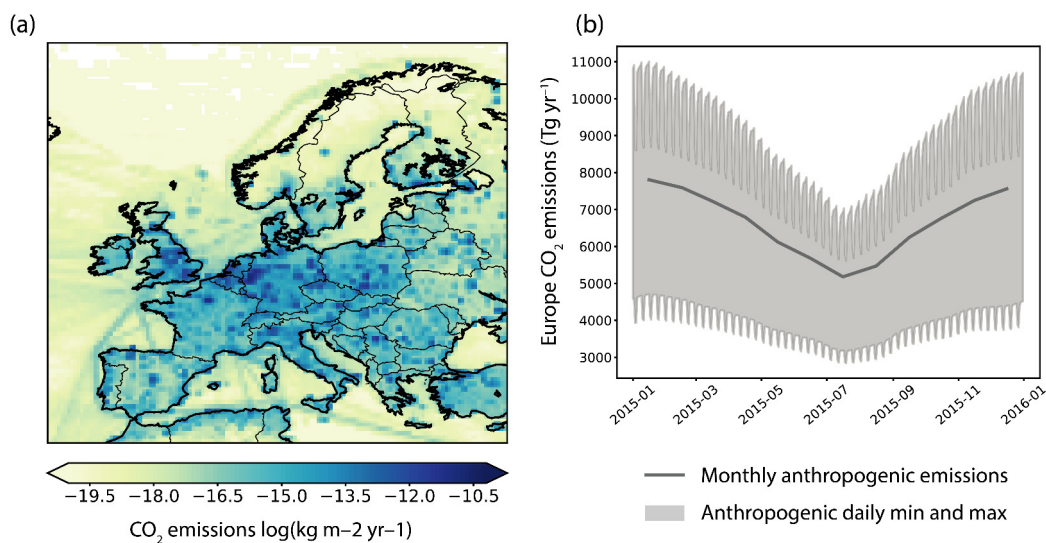 (a)
−19.5 −18.0 −16.5 −15.0 −13.5 −12.0 −10.5
CO₂ emissions log(kg m–2 yr–1)
(b)
Europe CO₂ emissions (Tg yr⁻¹)
11000
10000
9000
8000
7000
6000
5000
4000
3000
2015-01 2015-03 2015-05 2015-07 2015-09 2015-11 2016-01
Monthly anthropogenic emissions
Anthropogenic daily min and max